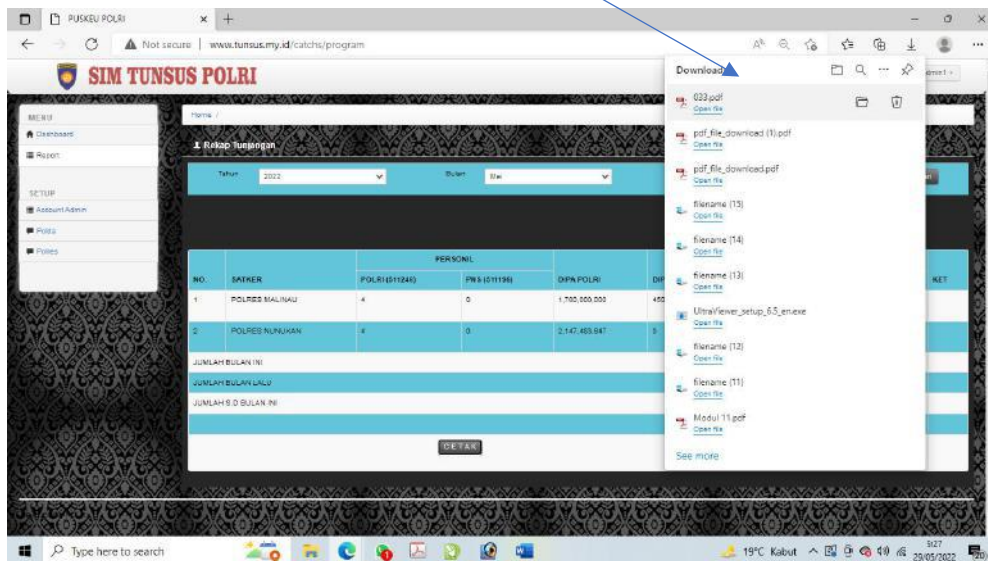 PUSKEU POLRI
Not secure | www.tunsus.my.id/catchs/program
SIM TUNSUS POLRI
MENU
Dashboard
Report
SETUP
Account Admin
Polda
Polres
Home /
Rekap Tunjangan
Tahun 2022 Bulan Mei
PERSONIL
NO. SATKER POLRI (511246) PNS (511136) DIPA POLRI KET
1 POLRES MALINAU 4 0 1,700,000,000
2 POLRES NUNUKAN 4 0 2,147,483,647
JUMLAH BULAN INI
JUMLAH BULAN LALU
JUMLAH S.D BULAN INI
CETAK
Downloads
033.pdf
Open file
pdf_file_download (1).pdf
Open file
pdf_file_download.pdf
Open file
filename (15)
Open file
filename (14)
Open file
filename (13)
Open file
UltraViewer_setup_6.5_en.exe
Open file
filename (12)
Open file
filename (11)
Open file
Modul 11.pdf
Open file
See more
Type here to search
19°C Kabut
5:27
29/05/2022